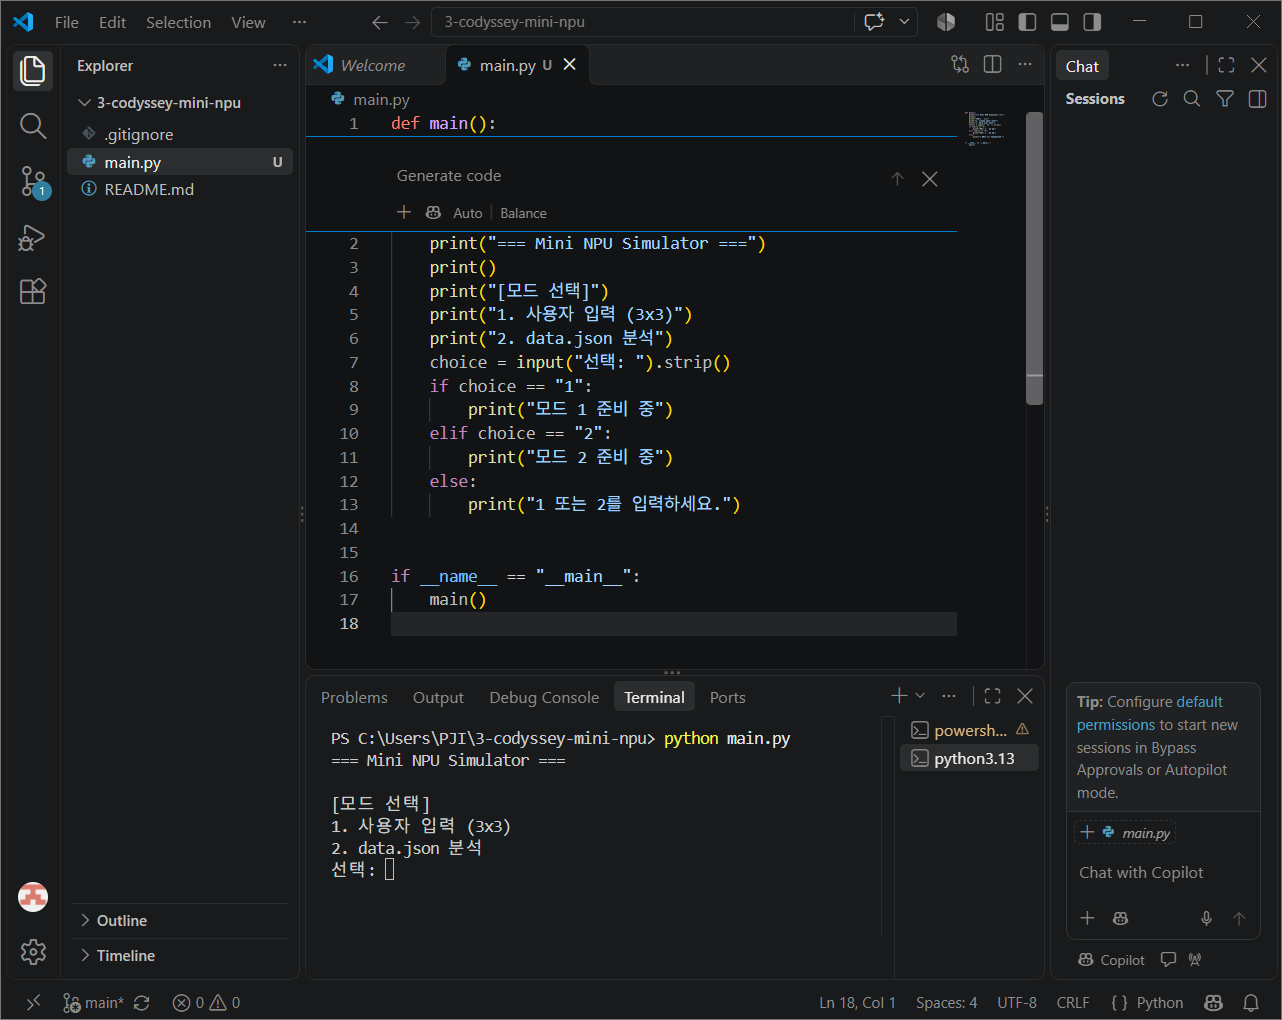 File Edit Selection View ··· 3-codyssey-mini-npu
Explorer ···
3-codyssey-mini-npu
.gitignore
main.py U
README.md
Outline
Timeline
Welcome main.py U
main.py
1 def main():
Generate code
Auto Balance
2 print("=== Mini NPU Simulator ===")
3 print()
4 print("[모드 선택]")
5 print("1. 사용자 입력 (3x3)")
6 print("2. data.json 분석")
7 choice = input("선택: ").strip()
8 if choice == "1":
9 print("모드 1 준비 중")
10 elif choice == "2":
11 print("모드 2 준비 중")
12 else:
13 print("1 또는 2를 입력하세요.")
14
15
16 if __name__ == "__main__":
17 main()
18
Problems Output Debug Console Terminal Ports
PS C:\Users\PJI\3-codyssey-mini-npu> python main.py
=== Mini NPU Simulator ===
[모드 선택]
1. 사용자 입력 (3x3)
2. data.json 분석
선택:
powersh...
python3.13
Chat
Sessions
Tip: Configure default
permissions to start new
sessions in Bypass
Approvals or Autopilot
mode.
main.py
Chat with Copilot
Copilot
1
main* 0 0 Ln 18, Col 1 Spaces: 4 UTF-8 CRLF { } Python